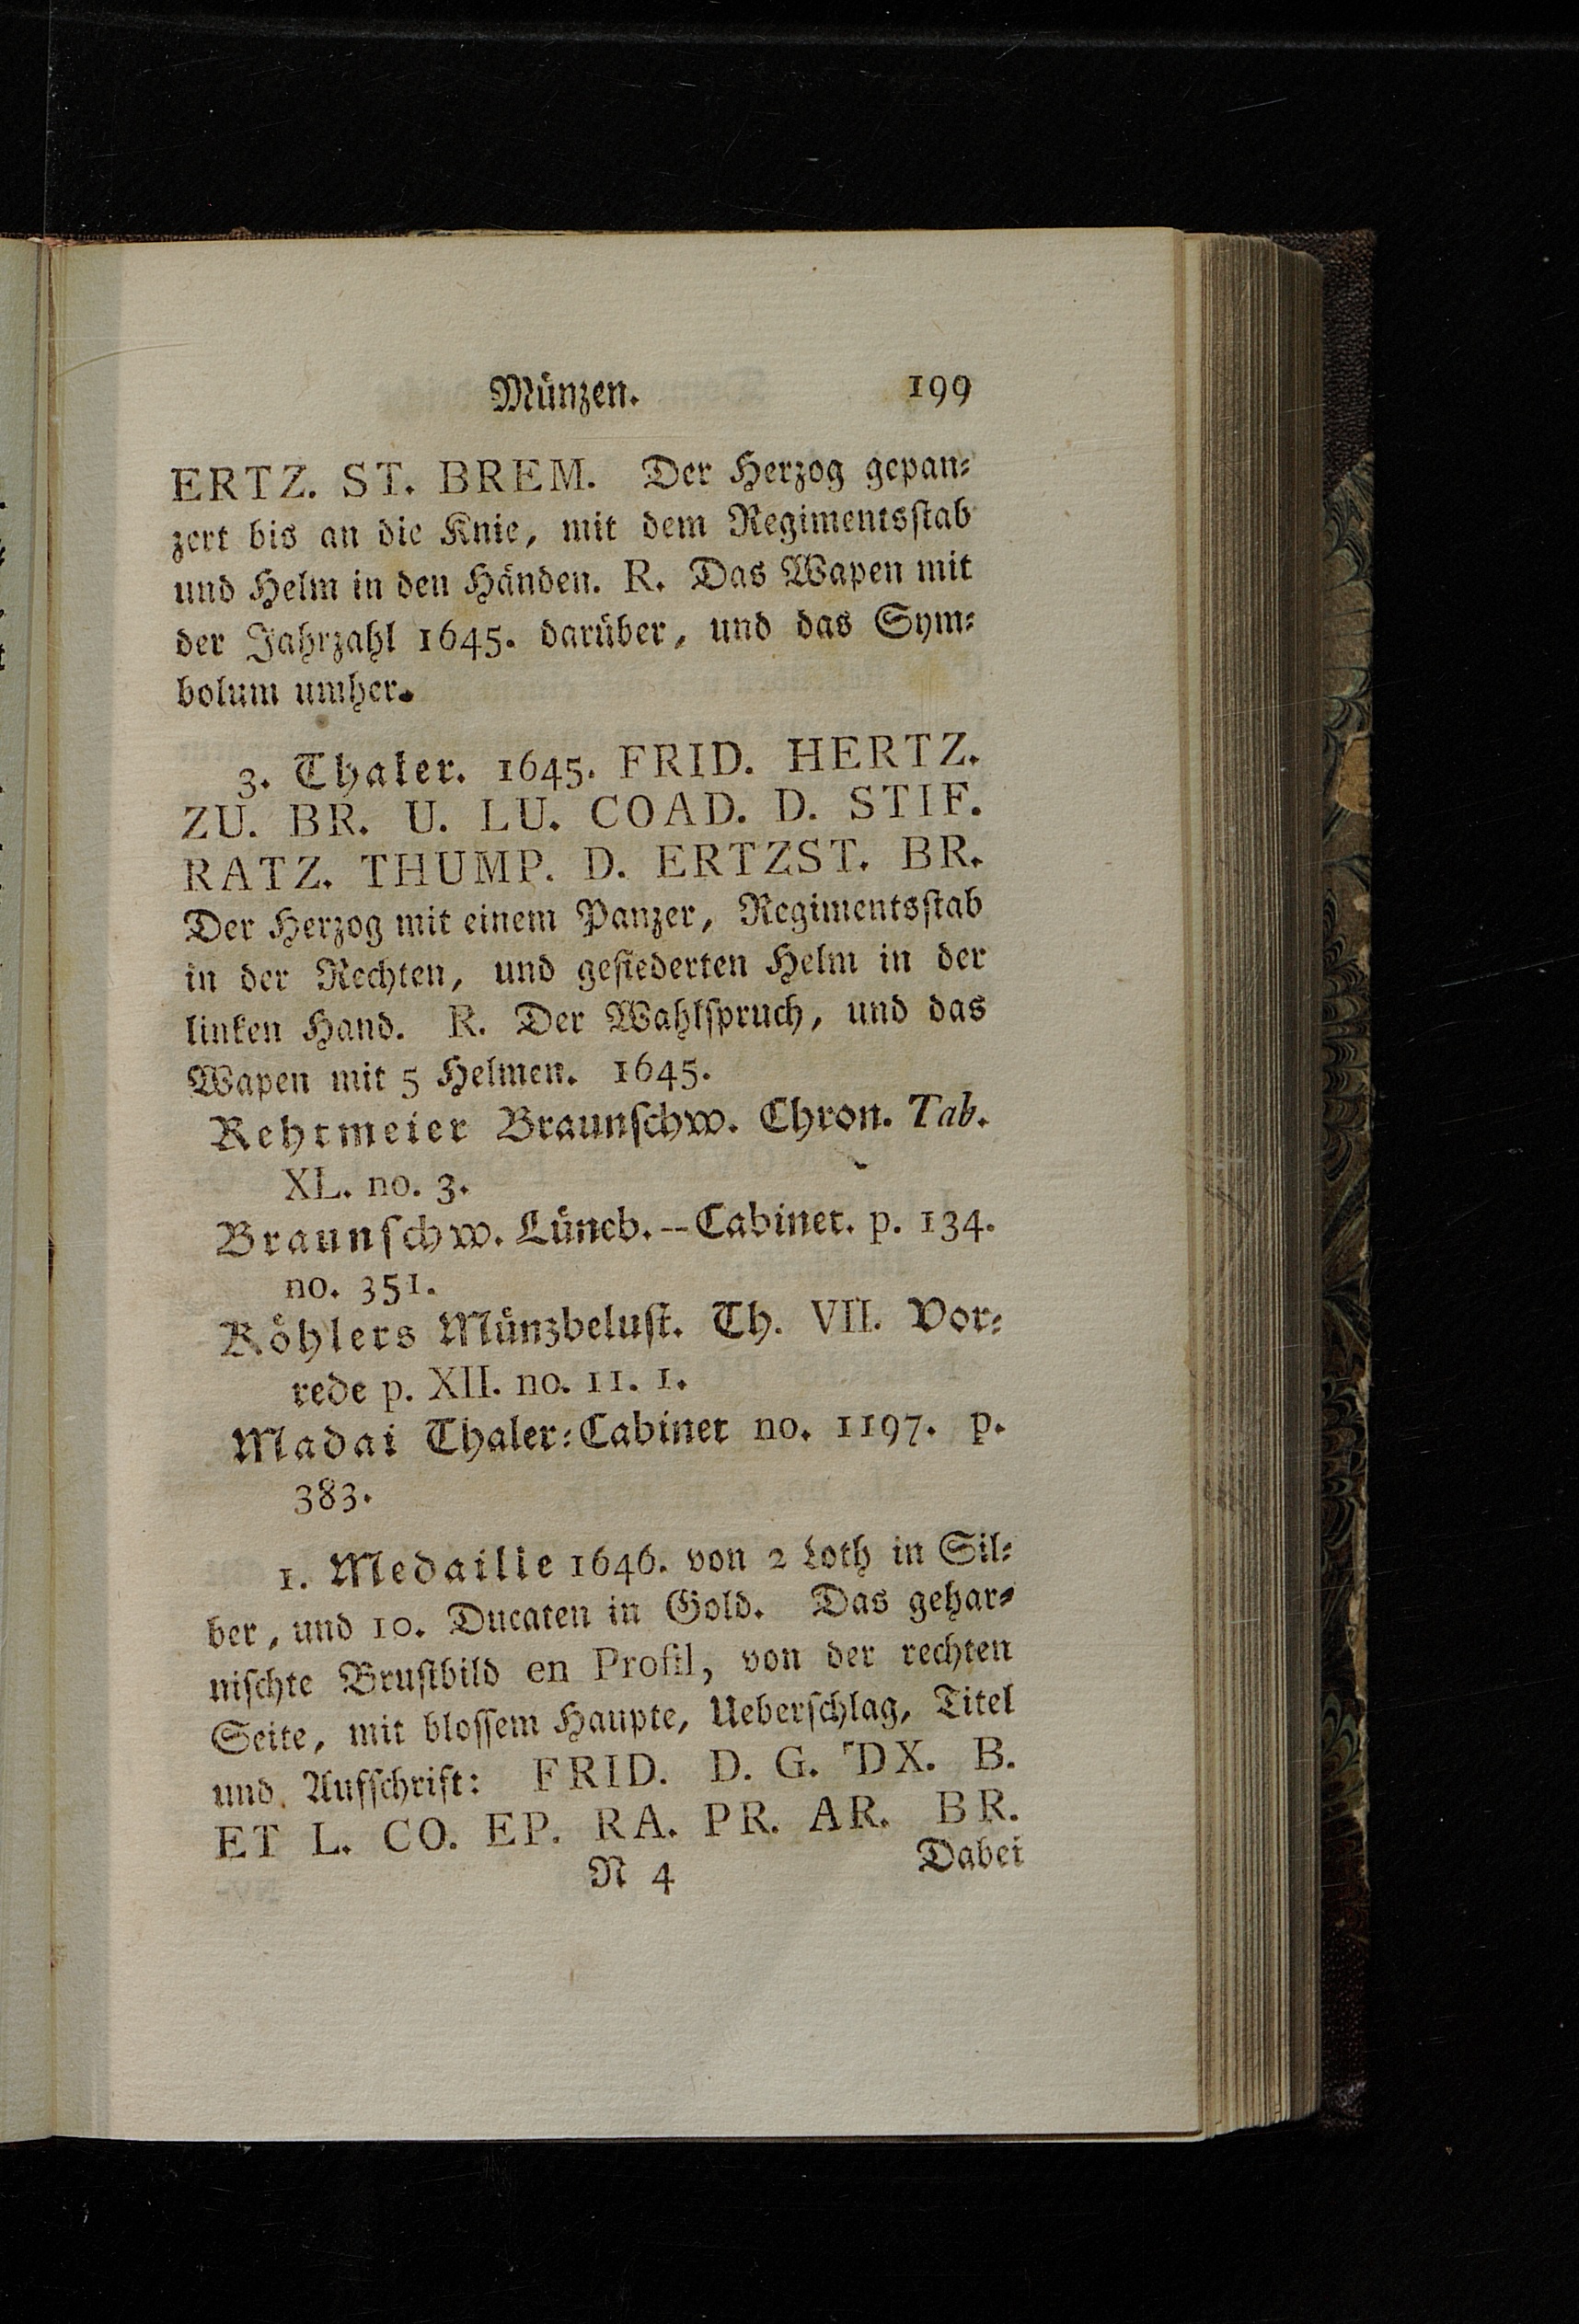 Münzen. 199
ERTZ. ST. BREM. Der Herzog gepan⸗
zert bis an die Knie, mit dem Regimentsſtab
und Helm in den Händen. R. Das Wapen mit
der Jahrzahl 1645. darüber, und das Sym⸗
bolum umher.
3. Thaler. 1645. FRID. HERTZ.
ZU. BR. U. LU. COAD. D. STIF.
RATZ. THUMP. D. ERTZST. BR.
Der Herzog mit einem Panzer, Regimentsſtab
in der Rechten, und gefiederten Helm in der
linken Hand. R. Der Wahlſpruch, und das
Wapen mit 5 Helmen. 1645.
Rehtmeier Braunſchw. Chron. Tab.
XL. no. 3.
Braunſchw. Lüneb.--Cabinet. p. 134.
no. 351.
Köhlers Münzbeluſt. Th. VII. Vor⸗
rede p. XII. no. 11. 1.
Madai Thaler⸗Cabinet no. 1197. p.
383.
1. Medaille 1646. von 2 Loth in Sil⸗
ber, und 10. Ducaten in Gold. Das gehar⸗
niſchte Bruſtbild en Profil, von der rechten
Seite, mit bloſſem Haupte, Ueberſchlag, Titel
und Aufſchrift: FRID. D. G. DX. B.
ET L. CO. EP. RA. PR. AR. BR.
N 4 Dabei